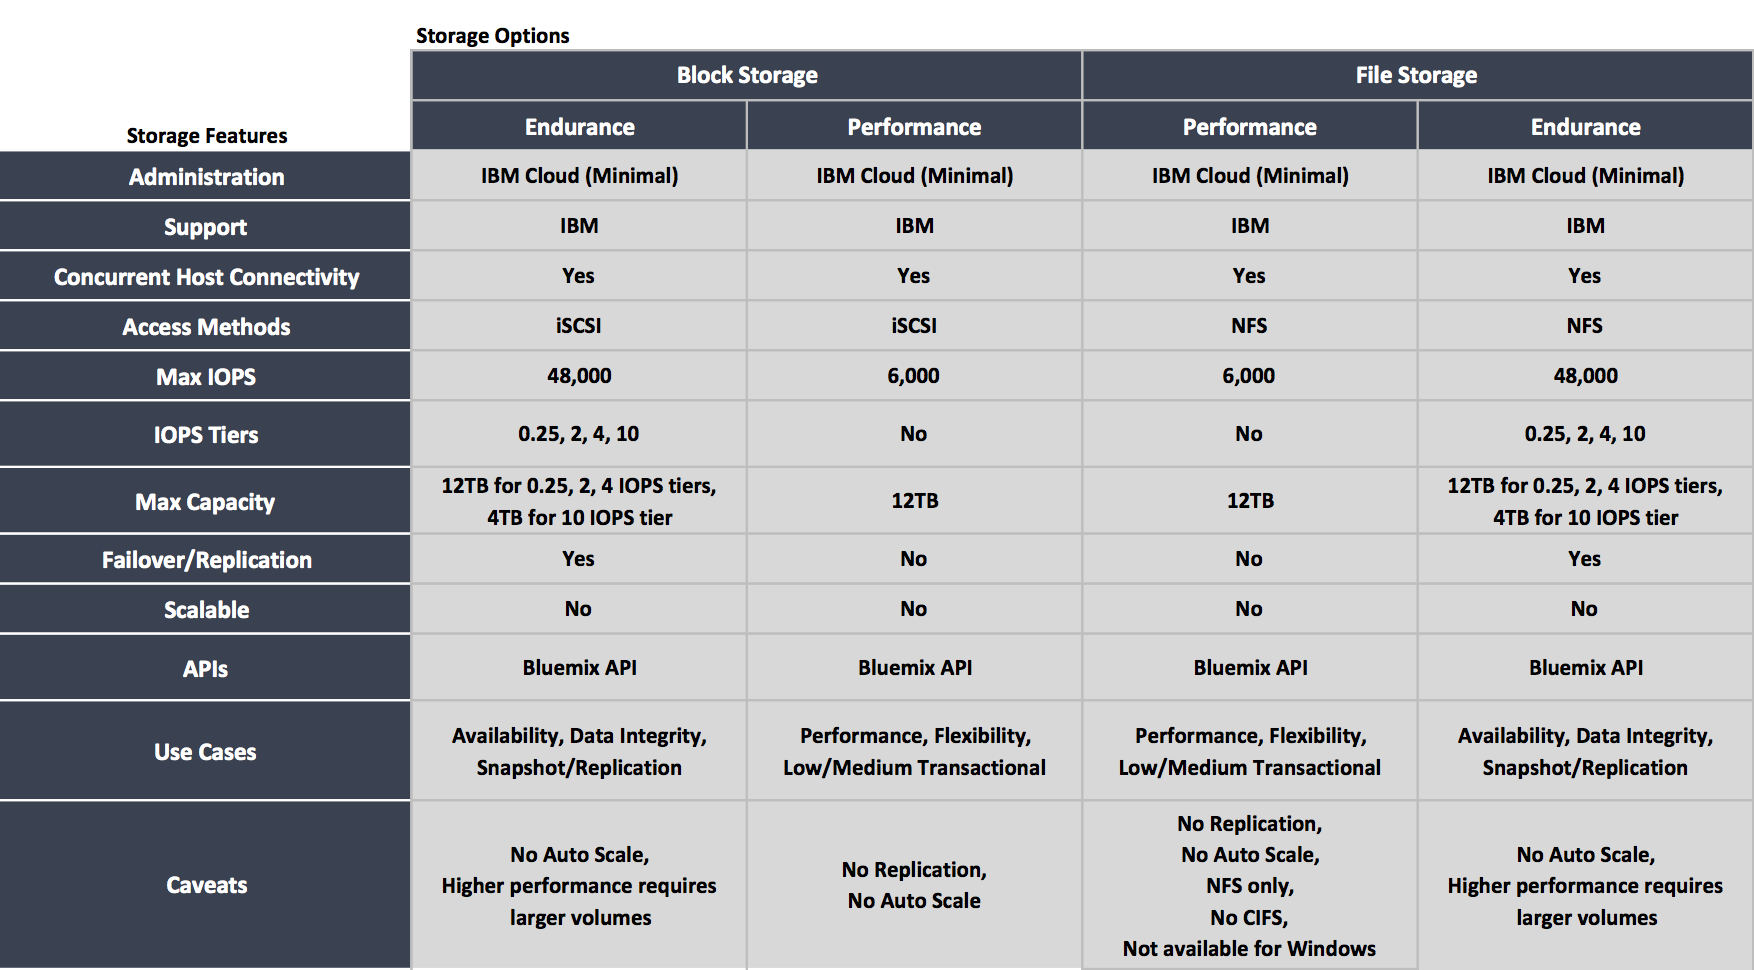 Storage Options
Block Storage File Storage
Storage Features Endurance Performance Performance Endurance
Administration IBM Cloud (Minimal) IBM Cloud (Minimal) IBM Cloud (Minimal) IBM Cloud (Minimal)
Support IBM IBM IBM IBM
Concurrent Host Connectivity Yes Yes Yes Yes
Access Methods iSCSI iSCSI NFS NFS
Max IOPS 48,000 6,000 6,000 48,000
IOPS Tiers 0.25, 2, 4, 10 No No 0.25, 2, 4, 10
Max Capacity
12TB for 0.25, 2, 4 IOPS tiers,
4TB for 10 IOPS tier
12TB
12TB
12TB for 0.25, 2, 4 IOPS tiers,
4TB for 10 IOPS tier
Failover/Replication Yes No No Yes
Scalable No No No No
APIs Bluemix API Bluemix API Bluemix API Bluemix API
Use Cases
Availability, Data Integrity,
Snapshot/Replication
Performance, Flexibility,
Low/Medium Transactional
Performance, Flexibility,
Low/Medium Transactional
Availability, Data Integrity,
Snapshot/Replication
Caveats
No Auto Scale,
Higher performance requires
larger volumes
No Replication,
No Auto Scale
No Replication,
No Auto Scale,
NFS only,
No CIFS,
Not available for Windows
No Auto Scale,
Higher performance requires
larger volumes